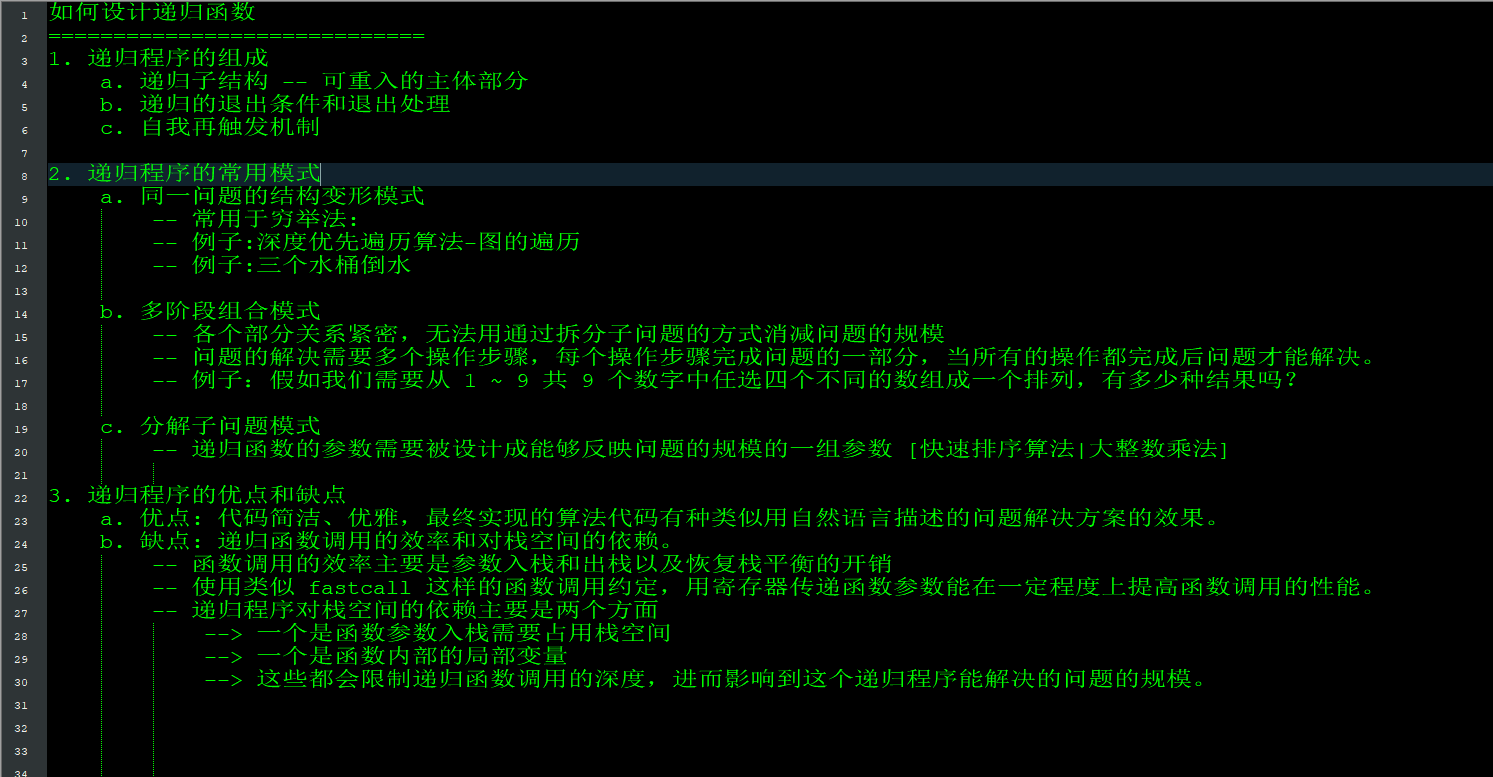 1 如何设计递归函数
2 =============================
3 1. 递归程序的组成
4 a. 递归子结构 -- 可重入的主体部分
5 b. 递归的退出条件和退出处理
6 c. 自我再触发机制
7
8 2. 递归程序的常用模式
9 a. 同一问题的结构变形模式
10 -- 常用于穷举法:
11 -- 例子:深度优先遍历算法-图的遍历
12 -- 例子:三个水桶倒水
13
14 b. 多阶段组合模式
15 -- 各个部分关系紧密, 无法用通过拆分子问题的方式消减问题的规模
16 -- 问题的解决需要多个操作步骤, 每个操作步骤完成问题的一部分, 当所有的操作都完成后问题才能解决。
17 -- 例子: 假如我们需要从 1 ~ 9 共 9 个数字中任选四个不同的数组成一个排列, 有多少种结果吗?
18
19 c. 分解子问题模式
20 -- 递归函数的参数需要被设计成能够反映问题的规模的一组参数 [快速排序算法|大整数乘法]
21
22 3. 递归程序的优点和缺点
23 a. 优点: 代码简洁、优雅, 最终实现的算法代码有种类似用自然语言描述的问题解决方案的效果。
24 b. 缺点: 递归函数调用的效率和对栈空间的依赖。
25 -- 函数调用的效率主要是参数入栈和出栈以及恢复栈平衡的开销
26 -- 使用类似 fastcall 这样的函数调用约定, 用寄存器传递函数参数能在一定程度上提高函数调用的性能。
27 -- 递归程序对栈空间的依赖主要是两个方面
28 --> 一个是函数参数入栈需要占用栈空间
29 --> 一个是函数内部的局部变量
30 --> 这些都会限制递归函数调用的深度, 进而影响到这个递归程序能解决的问题的规模。
31
32
33
34